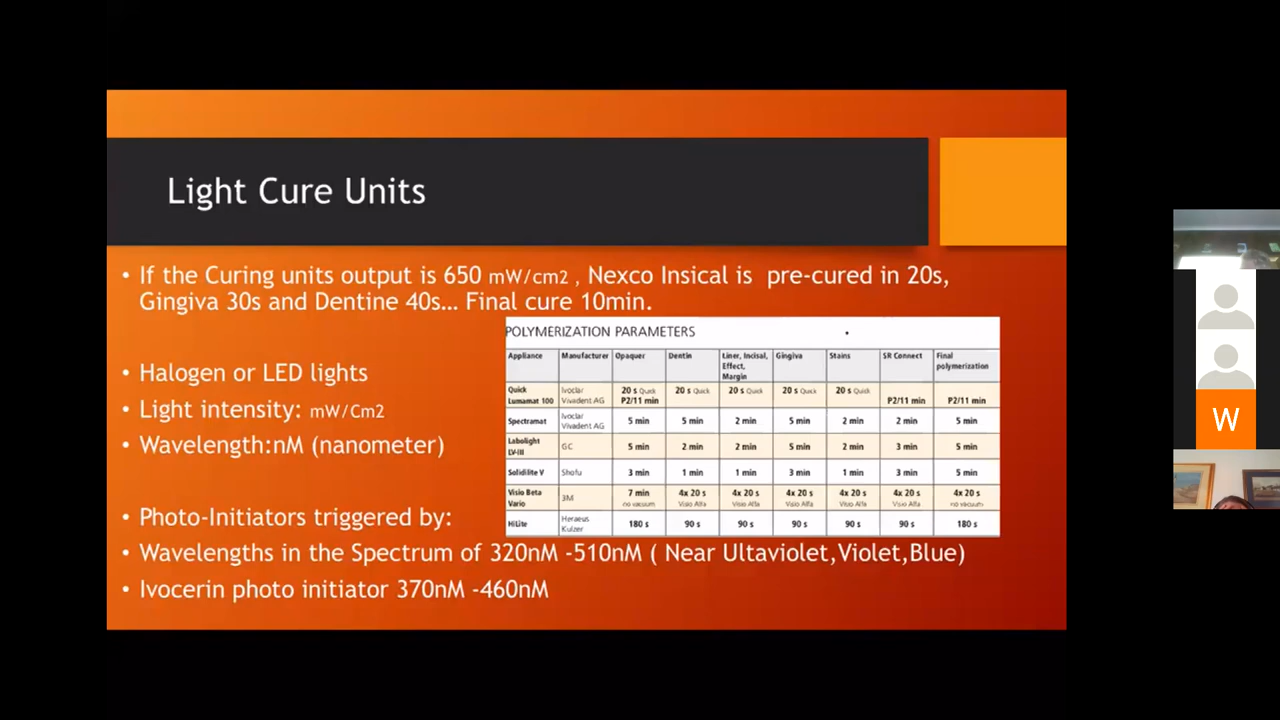 Light Cure Units
• If the Curing units output is 650 mW/cm2 , Nexco Insical is pre-cured in 20s,
Gingiva 30s and Dentine 40s... Final cure 10min.
POLYMERIZATION PARAMETERS
Appliance Manufacturer Opaquer Dentin Liner, Incisal, Effect, Margin Gingiva Stains SR Connect Final polymerization
Quick Lumamat 100 Ivoclar Vivadent AG 20 s Quick P2/11 min 20 s Quick 20 s Quick 20 s Quick 20 s Quick P2/11 min P2/11 min
Spectramat Ivoclar Vivadent AG 5 min 5 min 2 min 5 min 2 min 2 min 5 min
Labolight LV-III GC 5 min 2 min 2 min 5 min 2 min 3 min 5 min
Solidilite V Shofu 3 min 1 min 1 min 3 min 1 min 3 min 5 min
Visio Beta Vario 3M 7 min no vacuum 4x 20 s Visio Alfa 4x 20 s Visio Alfa 4x 20 s Visio Alfa 4x 20 s Visio Alfa 4x 20 s Visio Alfa 4x 20 s no vacuum
HiLite Heraeus Kulzer 180 s 90 s 90 s 90 s 90 s 90 s 180 s
• Halogen or LED lights
• Light intensity: mW/Cm2
• Wavelength:nM (nanometer)
• Photo-Initiators triggered by:
• Wavelengths in the Spectrum of 320nM -510nM ( Near Ultaviolet,Violet,Blue)
• Ivocerin photo initiator 370nM -460nM
W